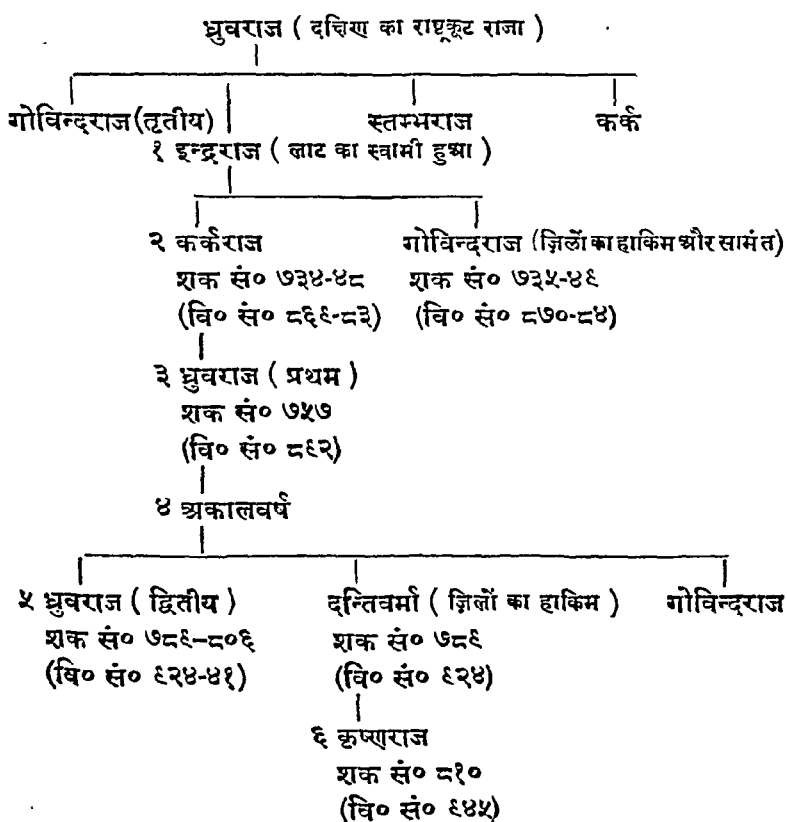 ध्रुवराज ( दक्षिण का राष्ट्रकूट राजा )
गोविन्दराज (तृतीय) स्तम्भराज कर्क
१ इन्द्रराज ( लाट का स्वामी हुआ )
२ कर्कराज गोविन्दराज (ज़िलों का हाकिम और सामंत)
शक सं० ७३४-४८ शक सं० ७३५-४९
(वि० सं० ८६९-८३) (वि० सं० ८७०-८४)
३ ध्रुवराज ( प्रथम )
शक सं० ७५७
(वि० सं० ८९२)
४ अकालवर्ष
५ ध्रुवराज ( द्वितीय ) दन्तिवर्मा ( ज़िलों का हाकिम ) गोविन्दराज
शक सं० ७८९–८०६ शक सं० ७८९
(वि० सं० ९२४-४१) (वि० सं० ९२४)
६ कृष्णराज
शक सं० ८१०
(वि० सं० ९४५)